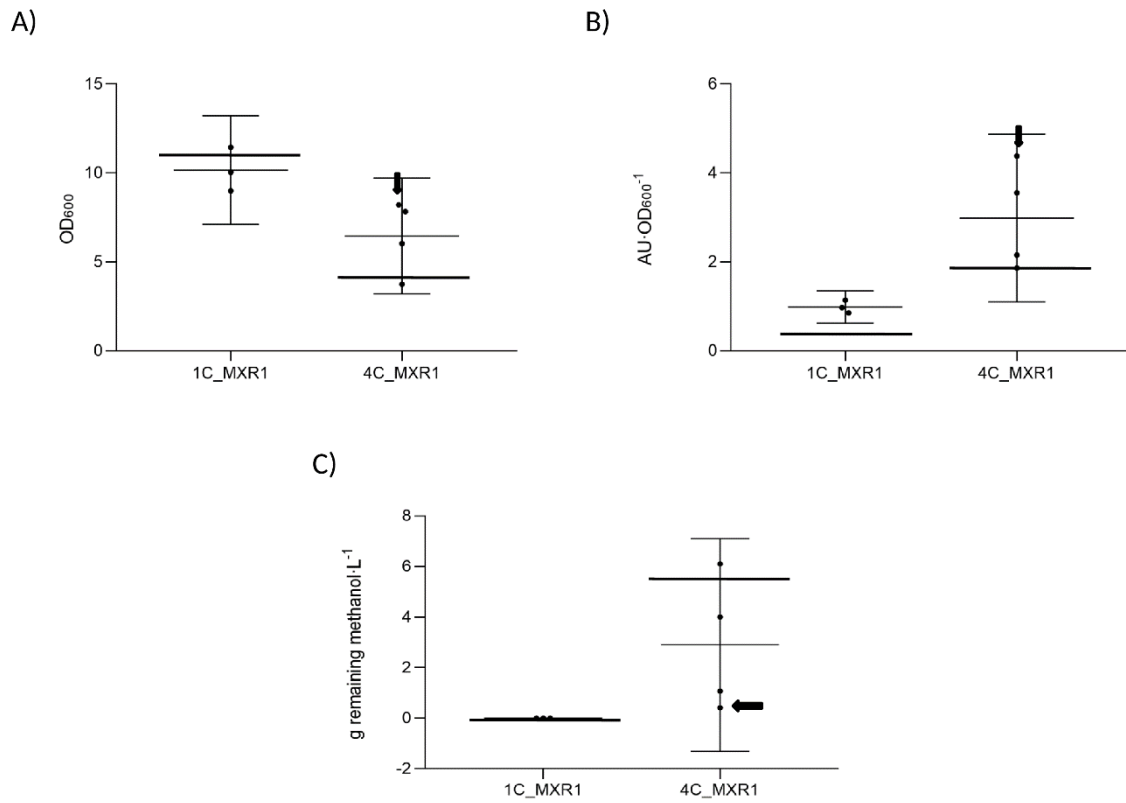 A)
B)
15
10
5
0
OD₆₀₀
1C_MXR1
4C_MXR1
6
4
2
0
AU·OD₆₀₀⁻¹
1C_MXR1
4C_MXR1
C)
8
6
4
2
0
-2
g remaining methanol·L⁻¹
1C_MXR1
4C_MXR1